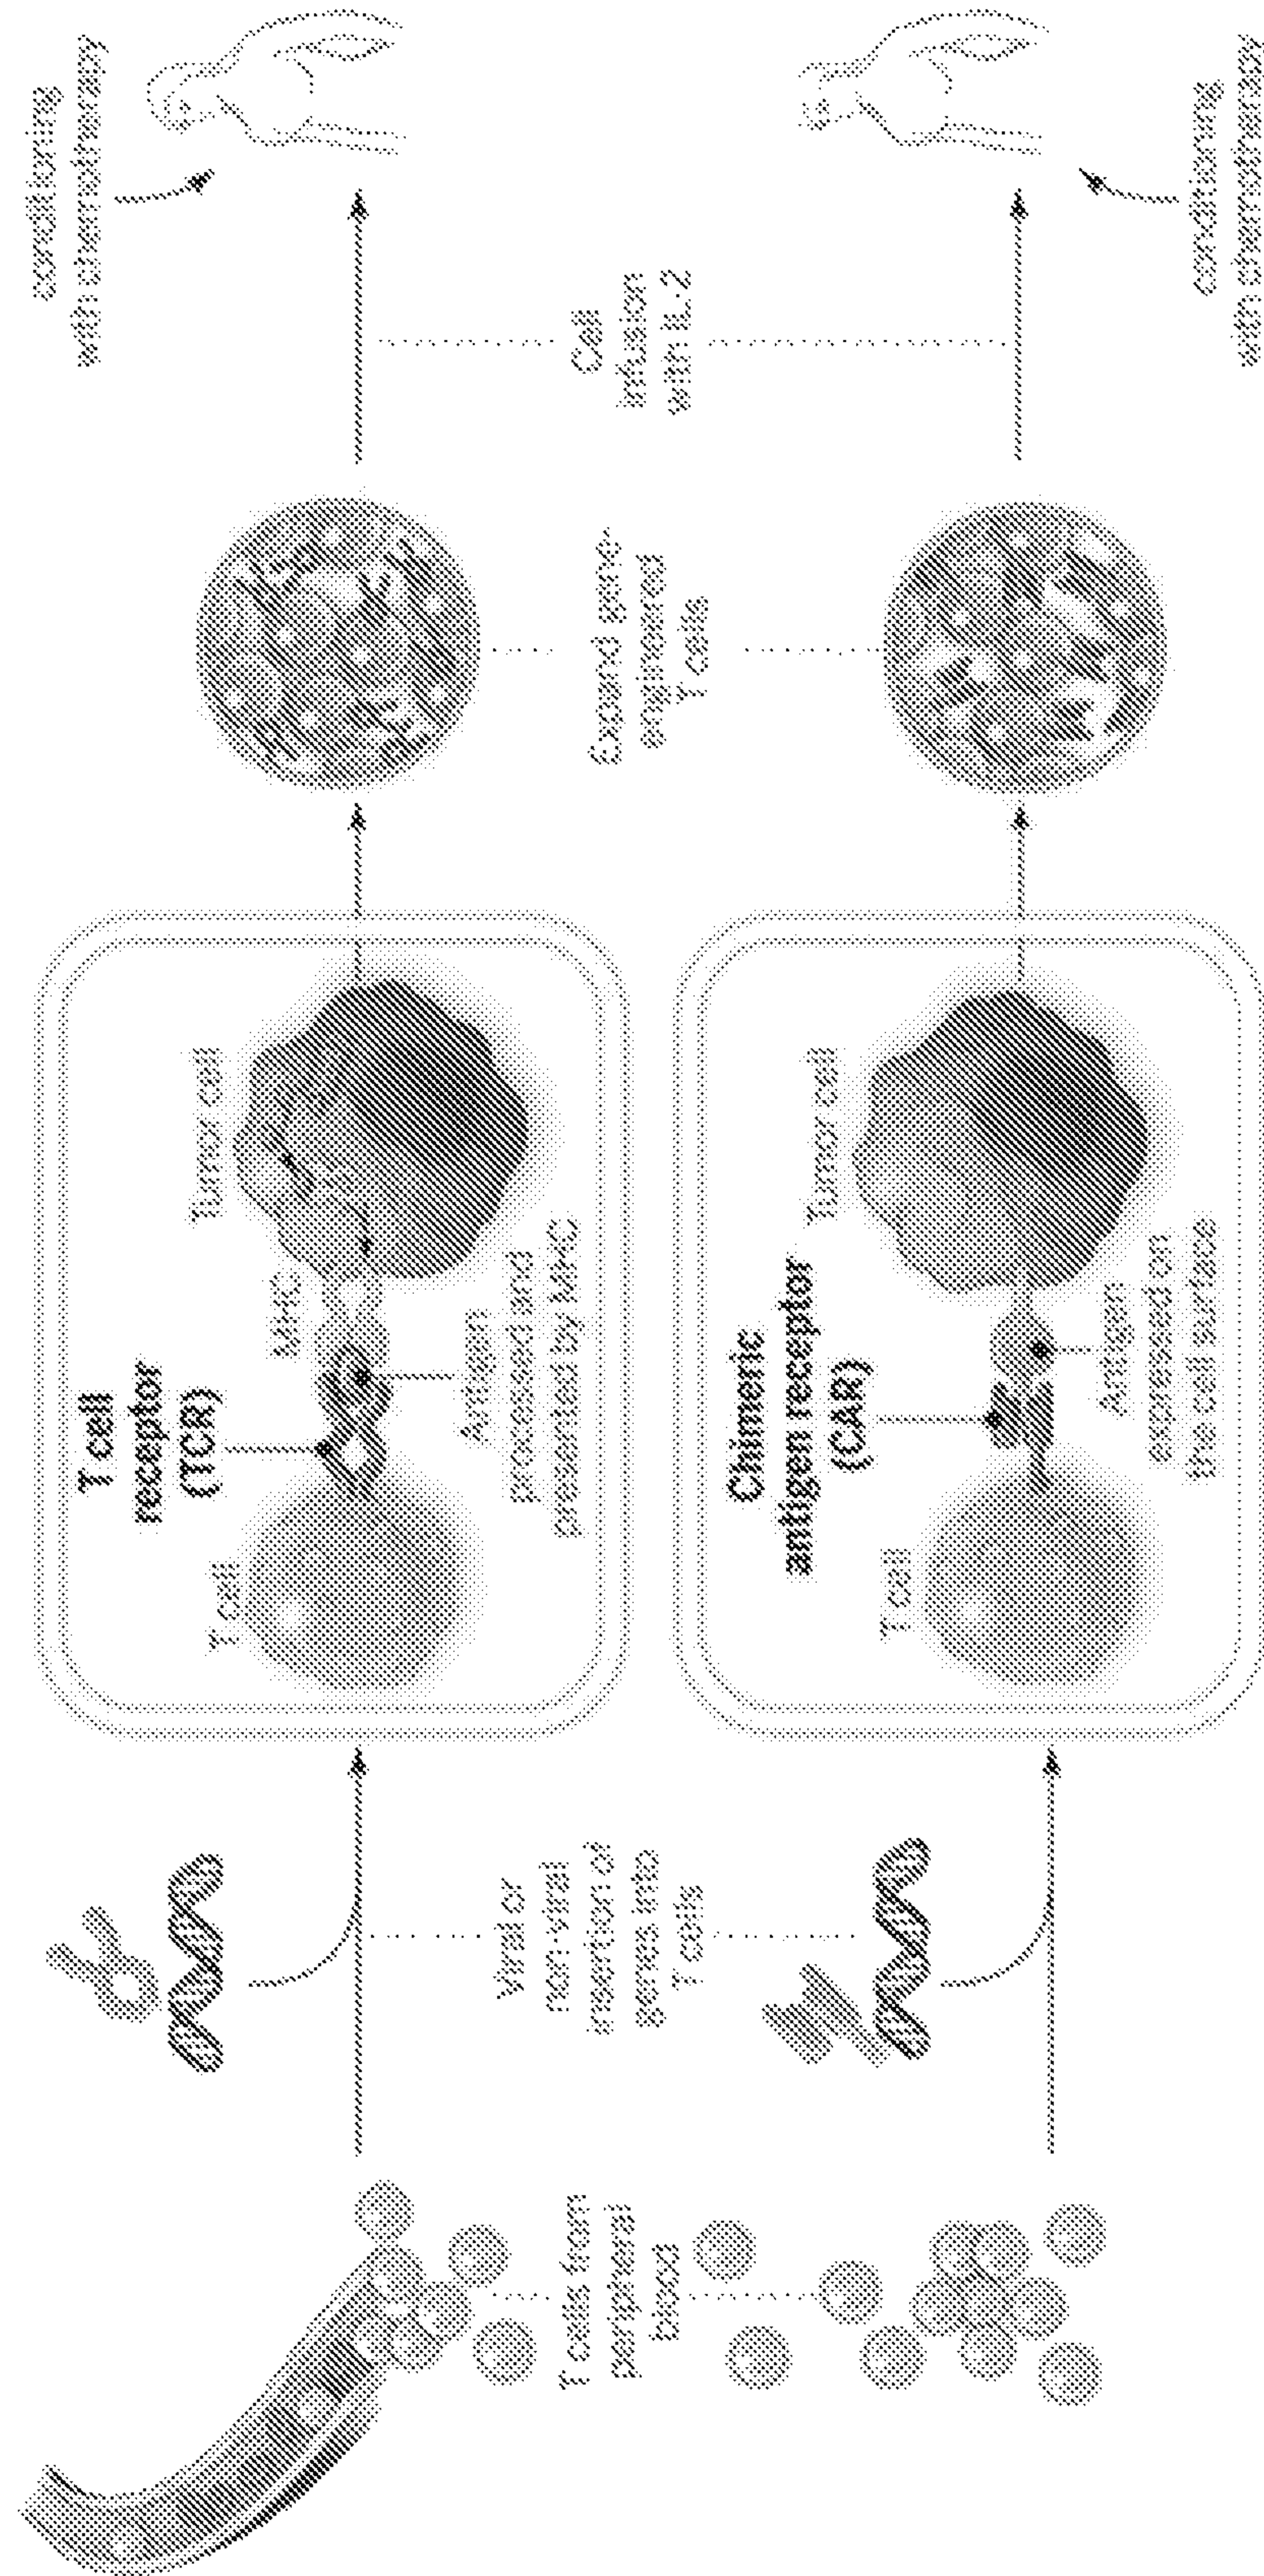 T cells from
peripheral
blood
Viral or
non-viral
insertion of
genes into
T cells
T cell
receptor
(TCR)
T cell
MHC
Tumor cell
Antigen
processed and
presented by MHC
Chimeric
antigen receptor
(CAR)
T cell
Tumor cell
Antigen
expressed on
the cell surface
Expand gene-
engineered
T cells
Cell
infusion
with IL-2
conditioning
with chemotherapy
conditioning
with chemotherapy